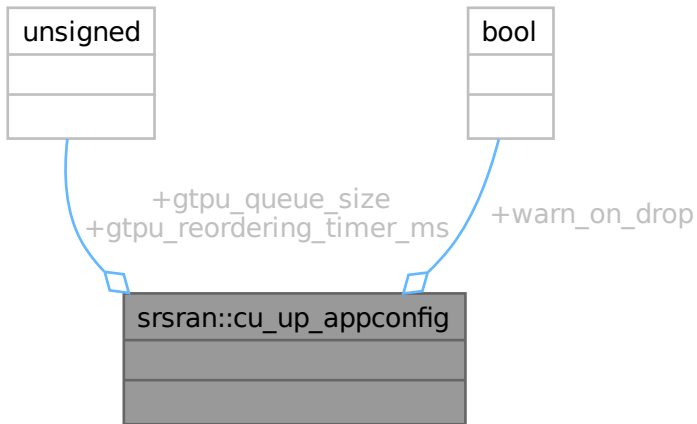 unsigned
bool
+gtpu_queue_size
+gtpu_reordering_timer_ms
+warn_on_drop
srsran::cu_up_appconfig